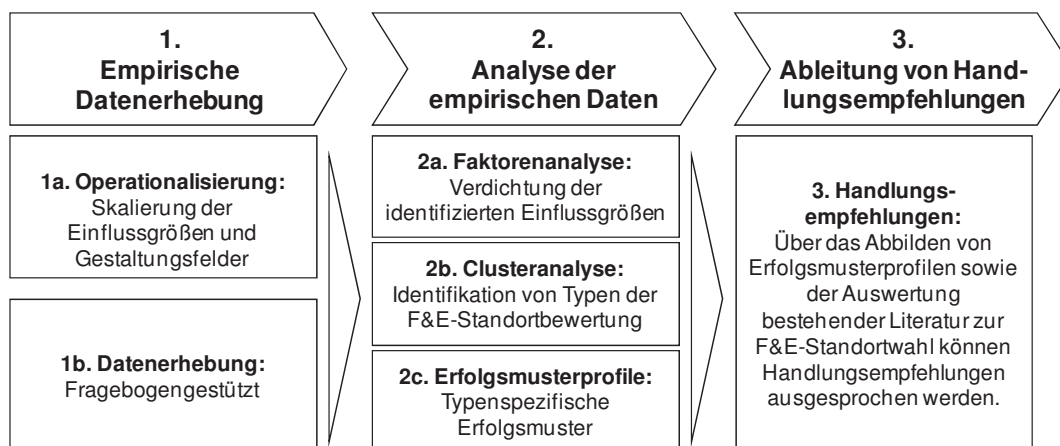 1.
Empirische
Datenerhebung
2.
Analyse der
empirischen Daten
3.
Ableitung von Hand-
lungsempfehlungen
1a. Operationalisierung:
Skalierung der
Einflussgrößen und
Gestaltungsfelder
1b. Datenerhebung:
Fragebogengestützt
2a. Faktorenanalyse:
Verdichtung der
identifizierten Einflussgrößen
2b. Clusteranalyse:
Identifikation von Typen der
F&E-Standortbewertung
2c. Erfolgsmusterprofile:
Typenspezifische
Erfolgsmuster
3. Handlungs-
empfehlungen:
Über das Abbilden von
Erfolgsmusterprofilen sowie
der Auswertung
bestehender Literatur zur
F&E-Standortwahl können
Handlungsempfehlungen
ausgesprochen werden.